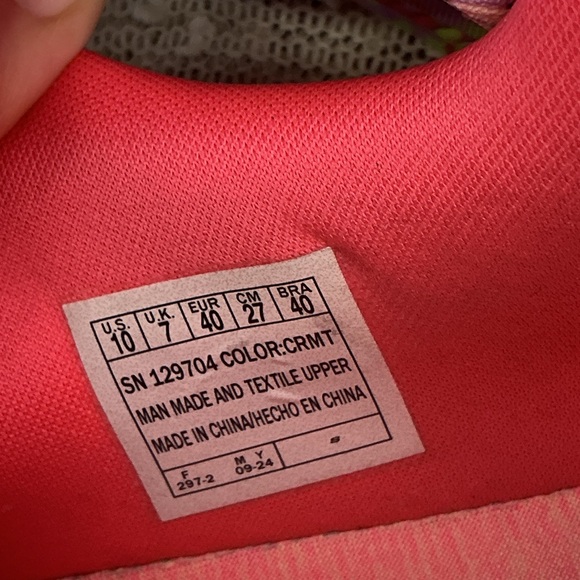 U.S. U.K. EUR CM BRA
10 7 40 27 40
SN 129704 COLOR:CRMT
MAN MADE AND TEXTILE UPPER
MADE IN CHINA/HECHO EN CHINA
F M Y
297-2 09-24